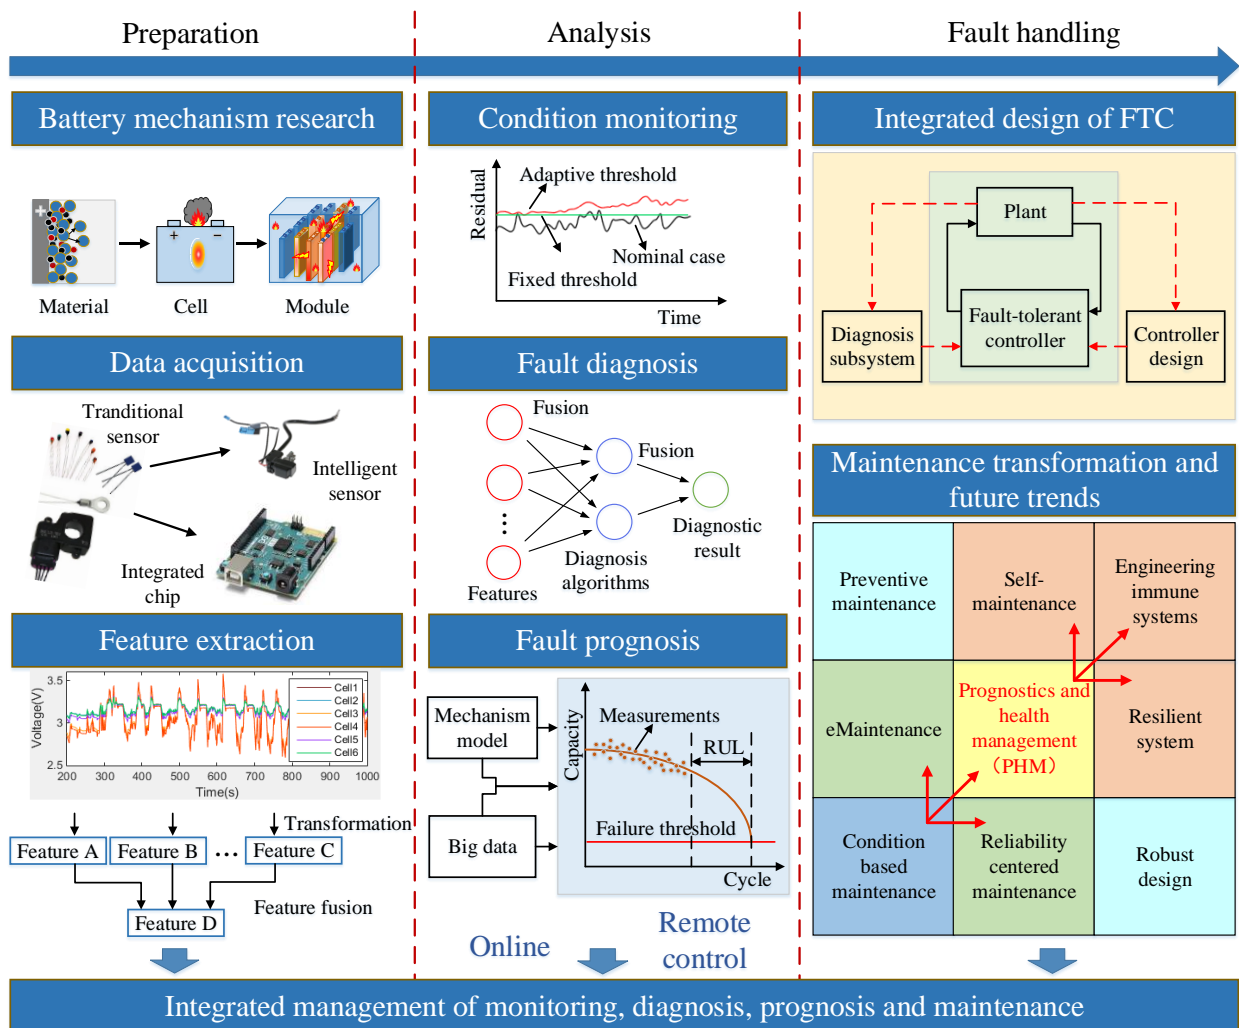 Preparation
Analysis
Fault handling
Battery mechanism research
+
+
−
Material
Cell
Module
Data acquisition
Tranditional
sensor
Intelligent
sensor
Integrated
chip
Feature extraction
Voltage(V)
3.5
3
2.5
200
300
400
500
600
700
800
900
1000
Time(s)
Cell1
Cell2
Cell3
Cell4
Cell5
Cell6
Transformation
Feature A
Feature B
...
Feature C
Feature fusion
Feature D
Condition monitoring
Residual
Adaptive threshold
Nominal case
Fixed threshold
Time
Fault diagnosis
Fusion
Fusion
...
Features
Diagnosis
algorithms
Diagnostic
result
Fault prognosis
Mechanism
model
Big data
Capacity
Measurements
RUL
Failure threshold
Cycle
Online
Remote
control
Integrated design of FTC
Plant
Fault-tolerant
controller
Diagnosis
subsystem
Controller
design
Maintenance transformation and
future trends
Preventive
maintenance
Self-
maintenance
Engineering
immune
systems
eMaintenance
Prognostics and
health
management
（PHM）
Resilient
system
Condition
based
maintenance
Reliability
centered
maintenance
Robust
design
Integrated management of monitoring, diagnosis, prognosis and maintenance